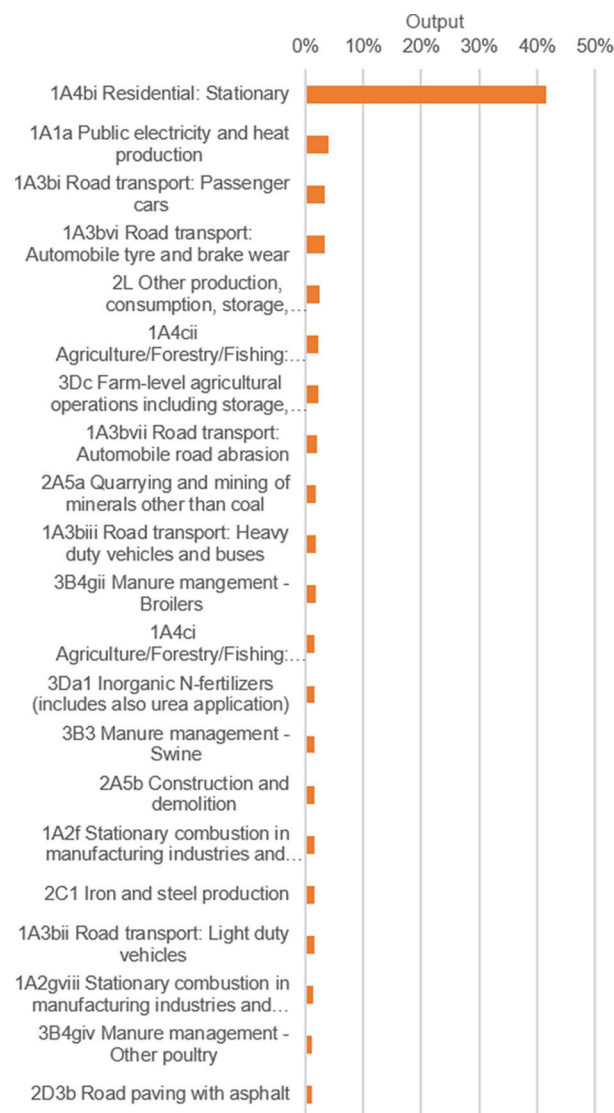 Output
0% 10% 20% 30% 40% 50%
1A4bi Residential: Stationary
1A1a Public electricity and heat
production
1A3bi Road transport: Passenger
cars
1A3bvi Road transport:
Automobile tyre and brake wear
2L Other production,
consumption, storage,…
1A4cii
Agriculture/Forestry/Fishing:…
3Dc Farm-level agricultural
operations including storage,…
1A3bvii Road transport:
Automobile road abrasion
2A5a Quarrying and mining of
minerals other than coal
1A3biii Road transport: Heavy
duty vehicles and buses
3B4gii Manure mangement -
Broilers
1A4ci
Agriculture/Forestry/Fishing:…
3Da1 Inorganic N-fertilizers
(includes also urea application)
3B3 Manure management -
Swine
2A5b Construction and
demolition
1A2f Stationary combustion in
manufacturing industries and…
2C1 Iron and steel production
1A3bii Road transport: Light duty
vehicles
1A2gviii Stationary combustion in
manufacturing industries and…
3B4giv Manure management -
Other poultry
2D3b Road paving with asphalt